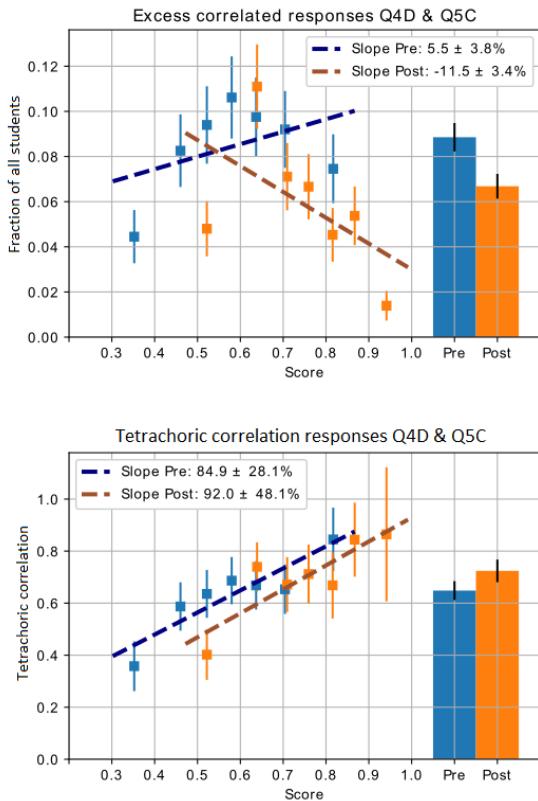 Excess correlated responses Q4D & Q5C
Slope Pre: 5.5 ± 3.8%
Slope Post: -11.5 ± 3.4%
Fraction of all students
0.12
0.10
0.08
0.06
0.04
0.02
0.00
0.3 0.4 0.5 0.6 0.7 0.8 0.9 1.0 Pre Post
Score
Tetrachoric correlation responses Q4D & Q5C
Slope Pre: 84.9 ± 28.1%
Slope Post: 92.0 ± 48.1%
Tetrachoric correlation
1.0
0.8
0.6
0.4
0.2
0.0
0.3 0.4 0.5 0.6 0.7 0.8 0.9 1.0 Pre Post
Score